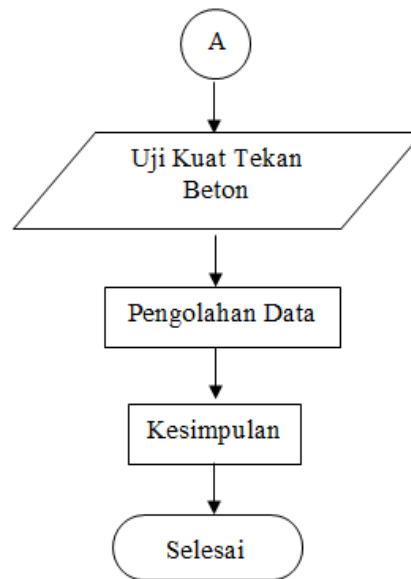 A
Uji Kuat Tekan
Beton
Pengolahan Data
Kesimpulan
Selesai